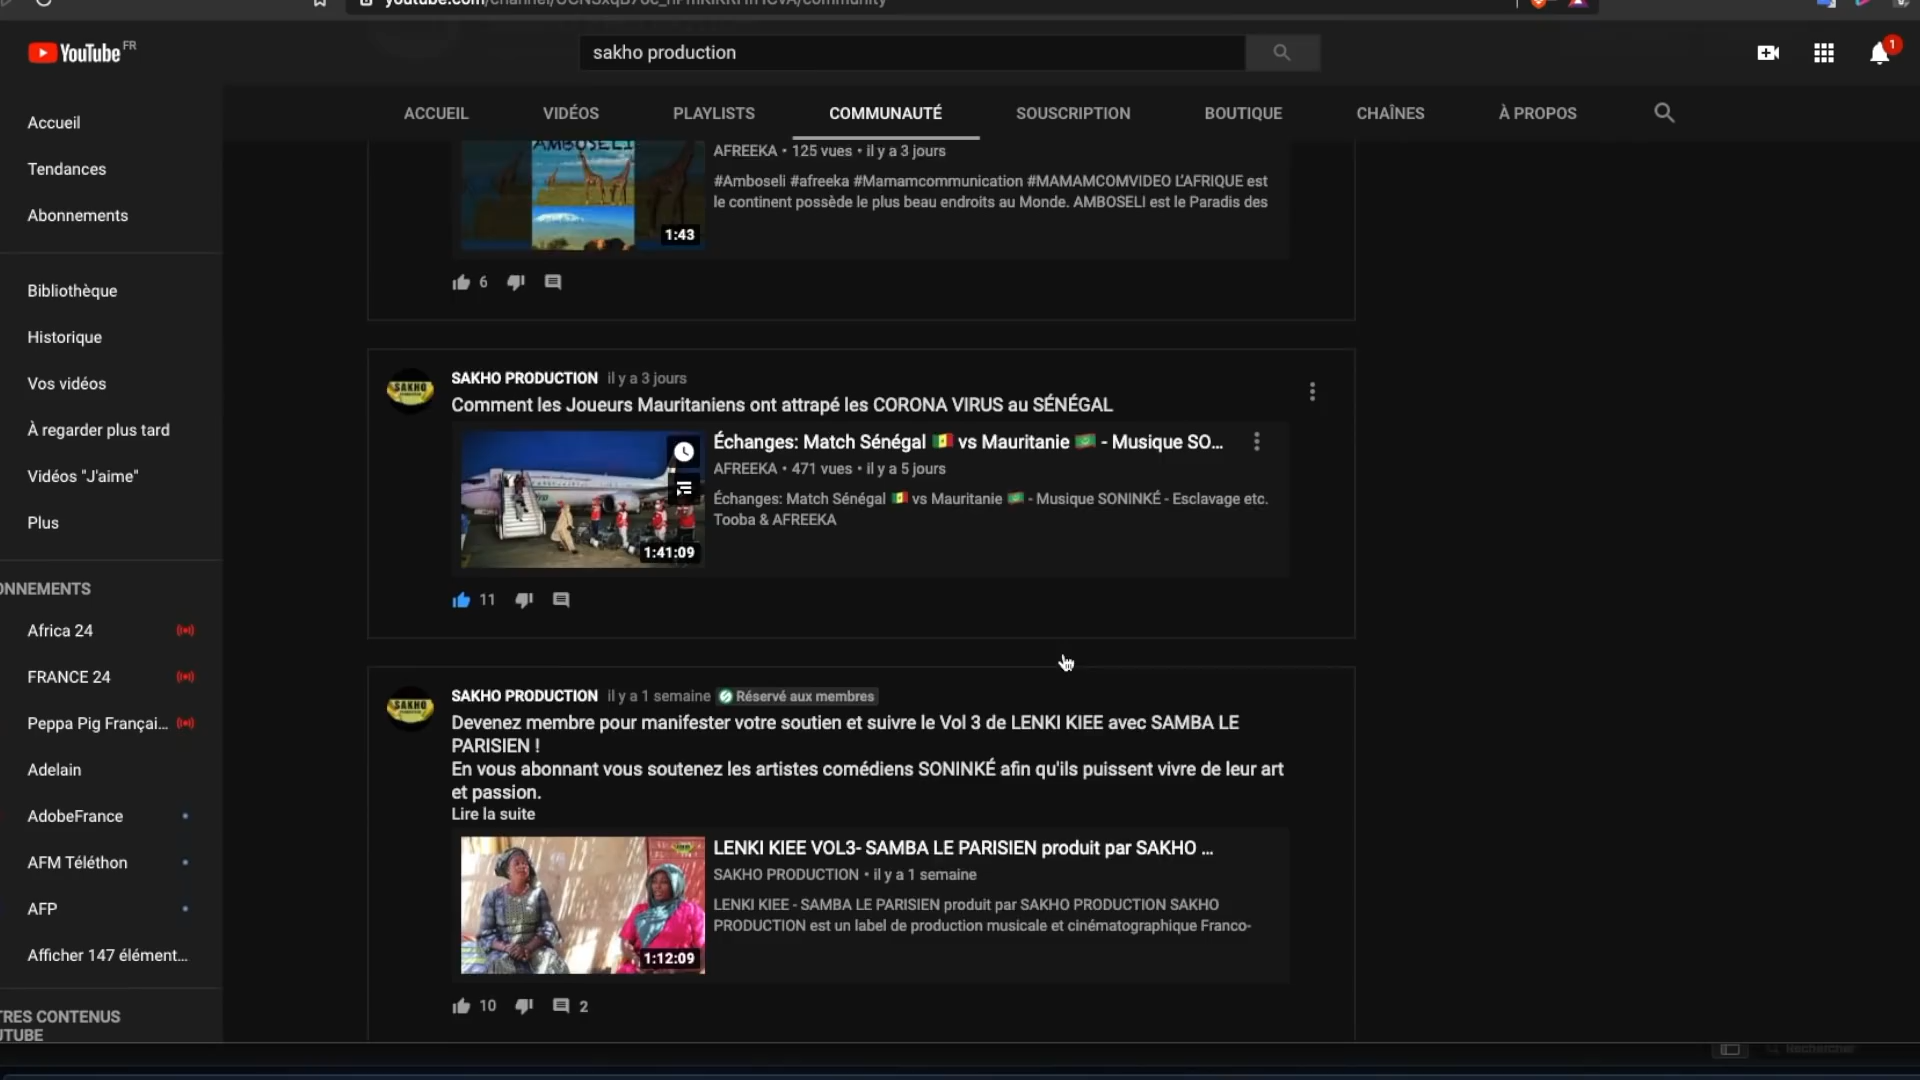 YouTube FR
sakho production
1
ACCUEIL
VIDÉOS
PLAYLISTS
COMMUNAUTÉ
SOUSCRIPTION
BOUTIQUE
CHAÎNES
À PROPOS
Accueil
Tendances
Abonnements
Bibliothèque
Historique
Vos vidéos
À regarder plus tard
Vidéos "J'aime"
Plus
ONNEMENTS
Africa 24
FRANCE 24
Peppa Pig Françai...
Adelain
AdobeFrance
AFM Téléthon
AFP
Afficher 147 élément...
TRES CONTENUS
UTUBE
AMBOSELI
1:43
AFREEKA • 125 vues • il y a 3 jours
#Amboseli #afreeka #Mamamcommunication #MAMAMCOMVIDEO L'AFRIQUE est
le continent possède le plus beau endroits au Monde. AMBOSELI est le Paradis des
6
SAKHO
SAKHO PRODUCTION il y a 3 jours
Comment les Joueurs Mauritaniens ont attrapé les CORONA VIRUS au SÉNÉGAL
1:41:09
Échanges: Match Sénégal 🇸🇳 vs Mauritanie 🇲🇷 - Musique SO...
AFREEKA • 471 vues • il y a 5 jours
Échanges: Match Sénégal 🇸🇳 vs Mauritanie 🇲🇷 - Musique SONINKÉ - Esclavage etc.
Tooba & AFREEKA
11
SAKHO
SAKHO PRODUCTION il y a 1 semaine Réservé aux membres
Devenez membre pour manifester votre soutien et suivre le Vol 3 de LENKI KIEE avec SAMBA LE
PARISIEN !
En vous abonnant vous soutenez les artistes comédiens SONINKÉ afin qu'ils puissent vivre de leur art
et passion.
Lire la suite
1:12:09
LENKI KIEE VOL3- SAMBA LE PARISIEN produit par SAKHO ...
SAKHO PRODUCTION • il y a 1 semaine
LENKI KIEE - SAMBA LE PARISIEN produit par SAKHO PRODUCTION SAKHO
PRODUCTION est un label de production musicale et cinématographique Franco-
10
2
Rechercher